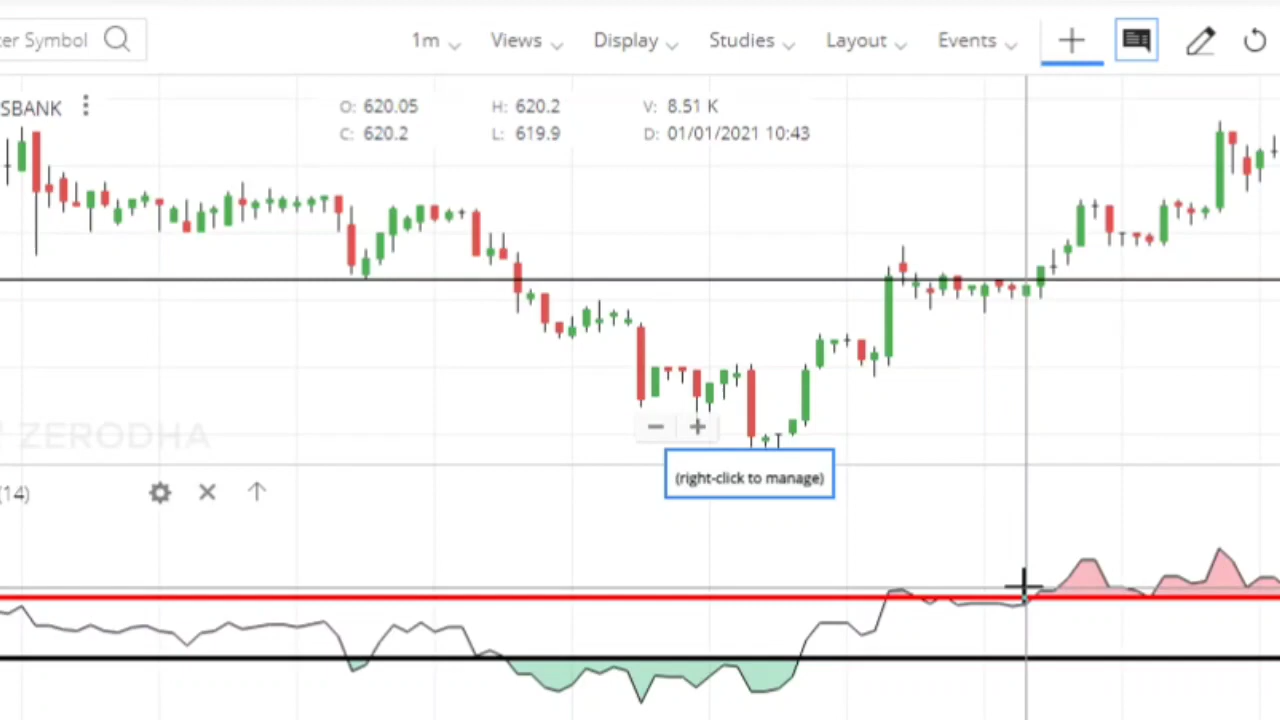 ter Symbol 1m Views Display Studies Layout Events
SBANK O: 620.05 H: 620.2 V: 8.51 K
C: 620.2 L: 619.9 D: 01/01/2021 10:43
ZERODHA
(right-click to manage)
(14)